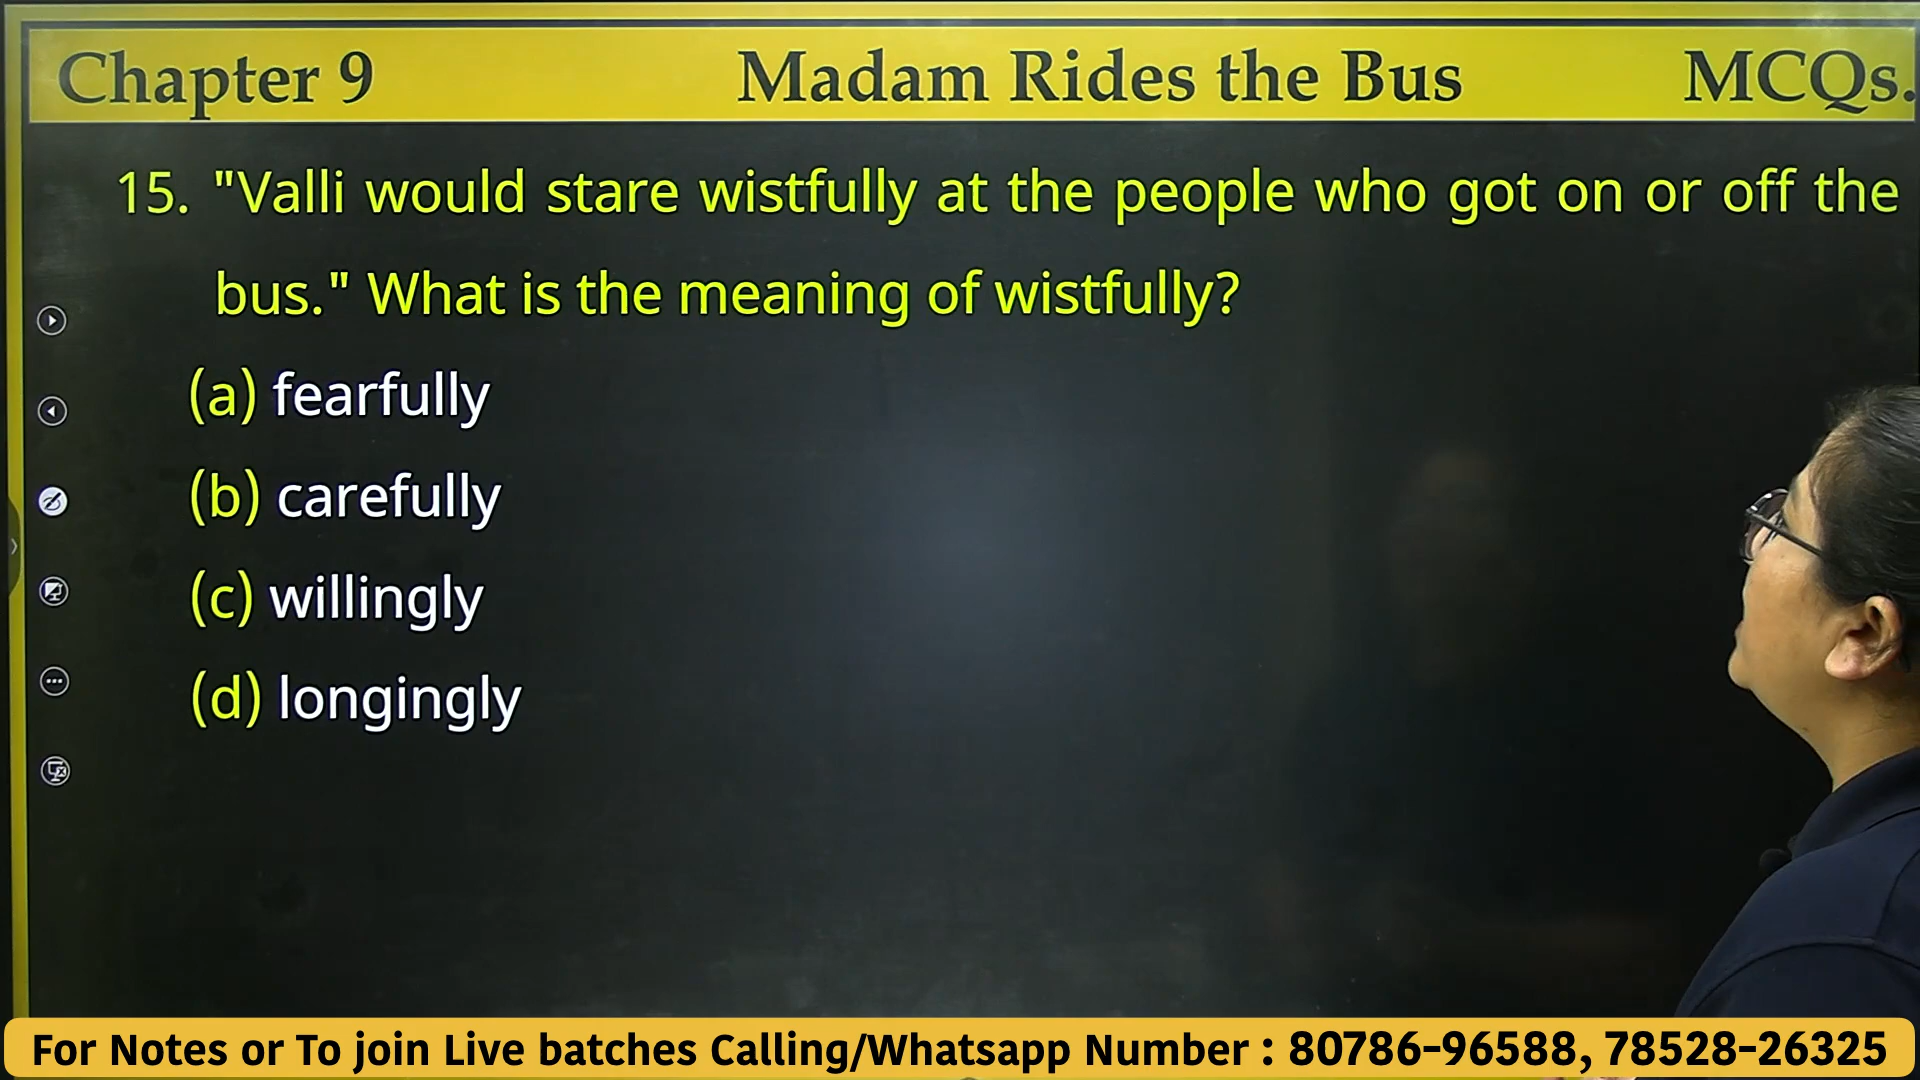 Chapter 9 Madam Rides the Bus MCQs.
15. "Valli would stare wistfully at the people who got on or off the
bus." What is the meaning of wistfully?
(a) fearfully
(b) carefully
(c) willingly
(d) longingly
For Notes or To join Live batches Calling/Whatsapp Number : 80786-96588, 78528-26325